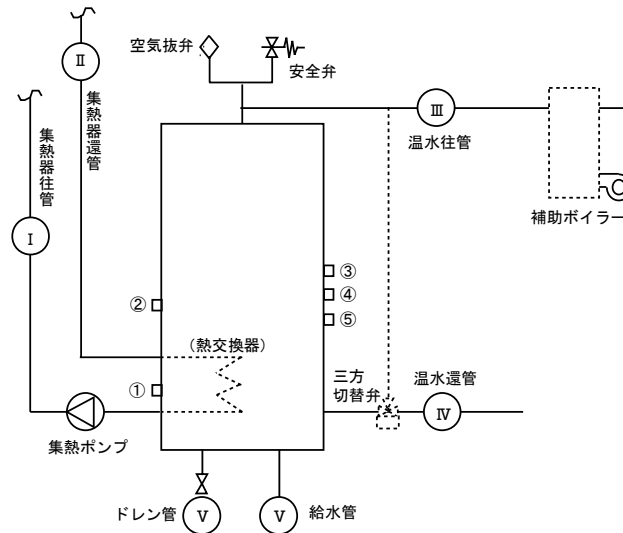 Ⅱ
空気抜弁
安全弁
集熱器還管
Ⅲ
温水往管
集熱器往管
補助ボイラー
Ⅰ
③
②
④
⑤
(熱交換器)
①
三方
切替弁
温水還管
Ⅳ
集熱ポンプ
ドレン管
Ⅴ
Ⅴ
給水管